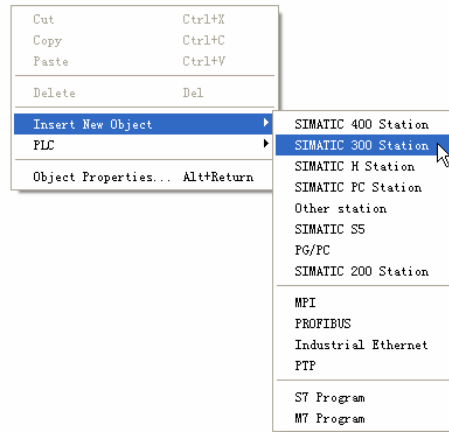 Cut Ctrl+X
Copy Ctrl+C
Paste Ctrl+V
Delete Del
Insert New Object
PLC
Object Properties... Alt+Return
SIMATIC 400 Station
SIMATIC 300 Station
SIMATIC H Station
SIMATIC PC Station
Other station
SIMATIC S5
PG/PC
SIMATIC 200 Station
MPI
PROFIBUS
Industrial Ethernet
PTP
S7 Program
M7 Program